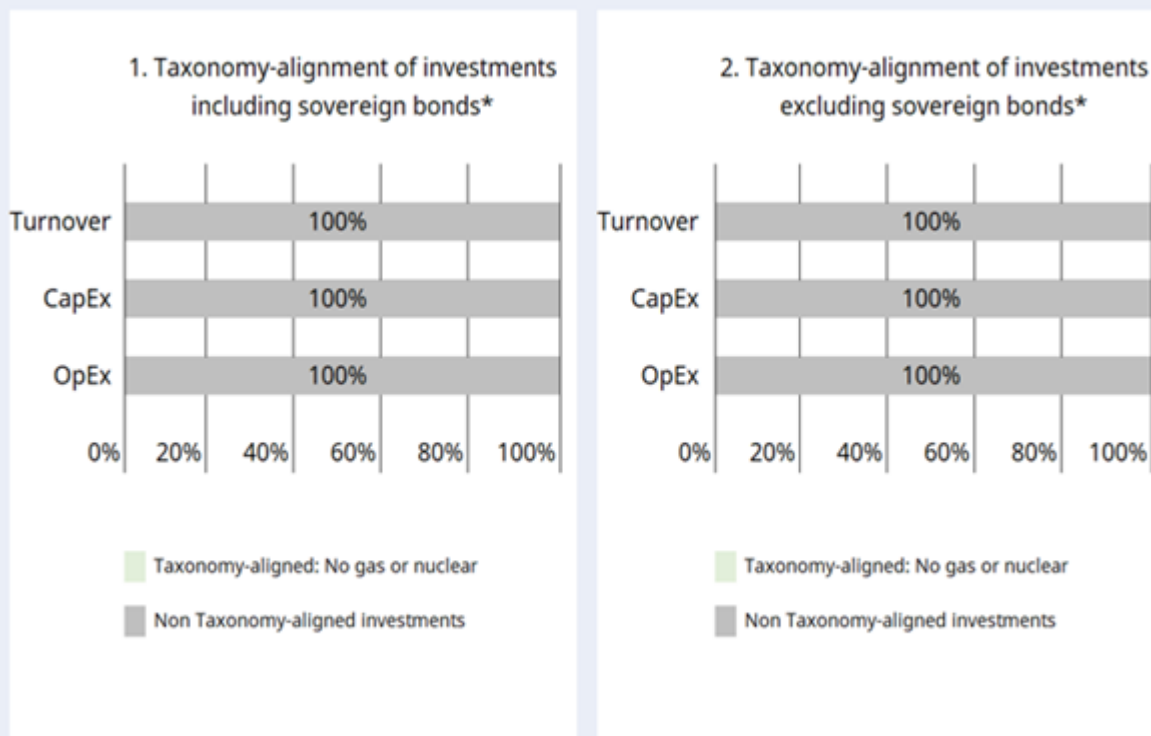 1. Taxonomy-alignment of investments
including sovereign bonds*
Turnover 100%
CapEx 100%
OpEx 100%
0% 20% 40% 60% 80% 100%
Taxonomy-aligned: No gas or nuclear
Non Taxonomy-aligned investments
2. Taxonomy-alignment of investments
excluding sovereign bonds*
Turnover 100%
CapEx 100%
OpEx 100%
0% 20% 40% 60% 80% 100%
Taxonomy-aligned: No gas or nuclear
Non Taxonomy-aligned investments